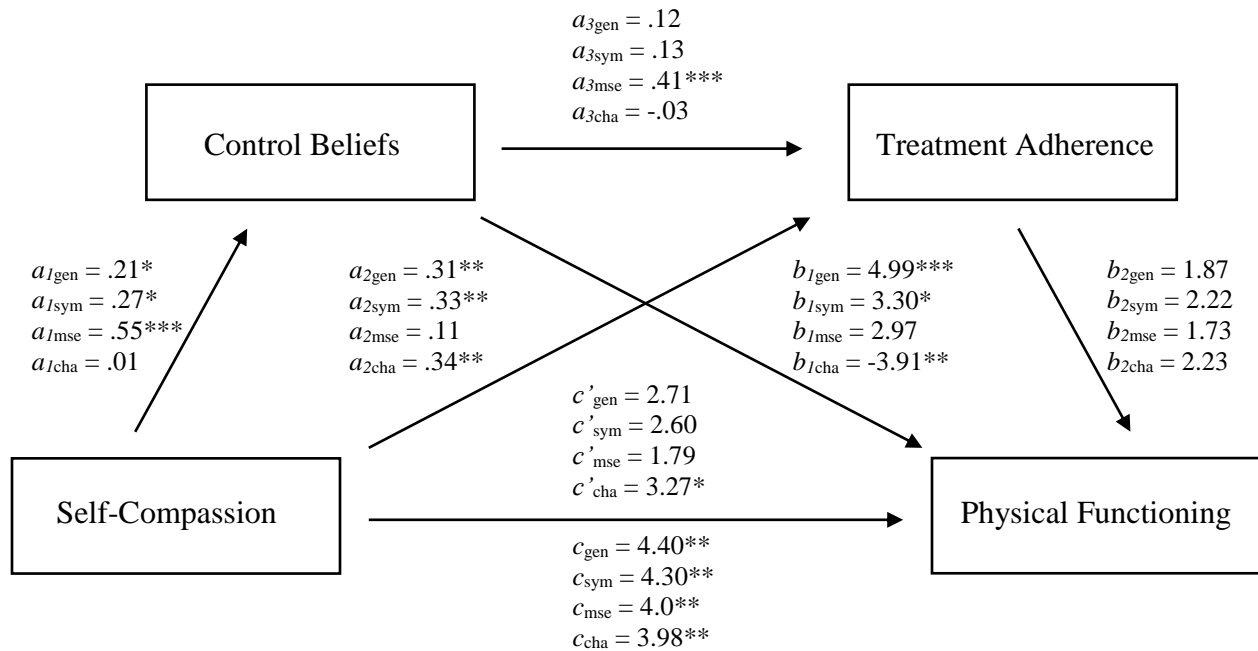 a3gen = .12
a3sym = .13
a3mse = .41***
a3cha = -.03
Control Beliefs
Treatment Adherence
a1gen = .21*
a1sym = .27*
a1mse = .55***
a1cha = .01
a2gen = .31**
a2sym = .33**
a2mse = .11
a2cha = .34**
b1gen = 4.99***
b1sym = 3.30*
b1mse = 2.97
b1cha = -3.91**
b2gen = 1.87
b2sym = 2.22
b2mse = 1.73
b2cha = 2.23
c’gen = 2.71
c’sym = 2.60
c’mse = 1.79
c’cha = 3.27*
Self-Compassion
Physical Functioning
cgen = 4.40**
csym = 4.30**
cmse = 4.0**
ccha = 3.98**